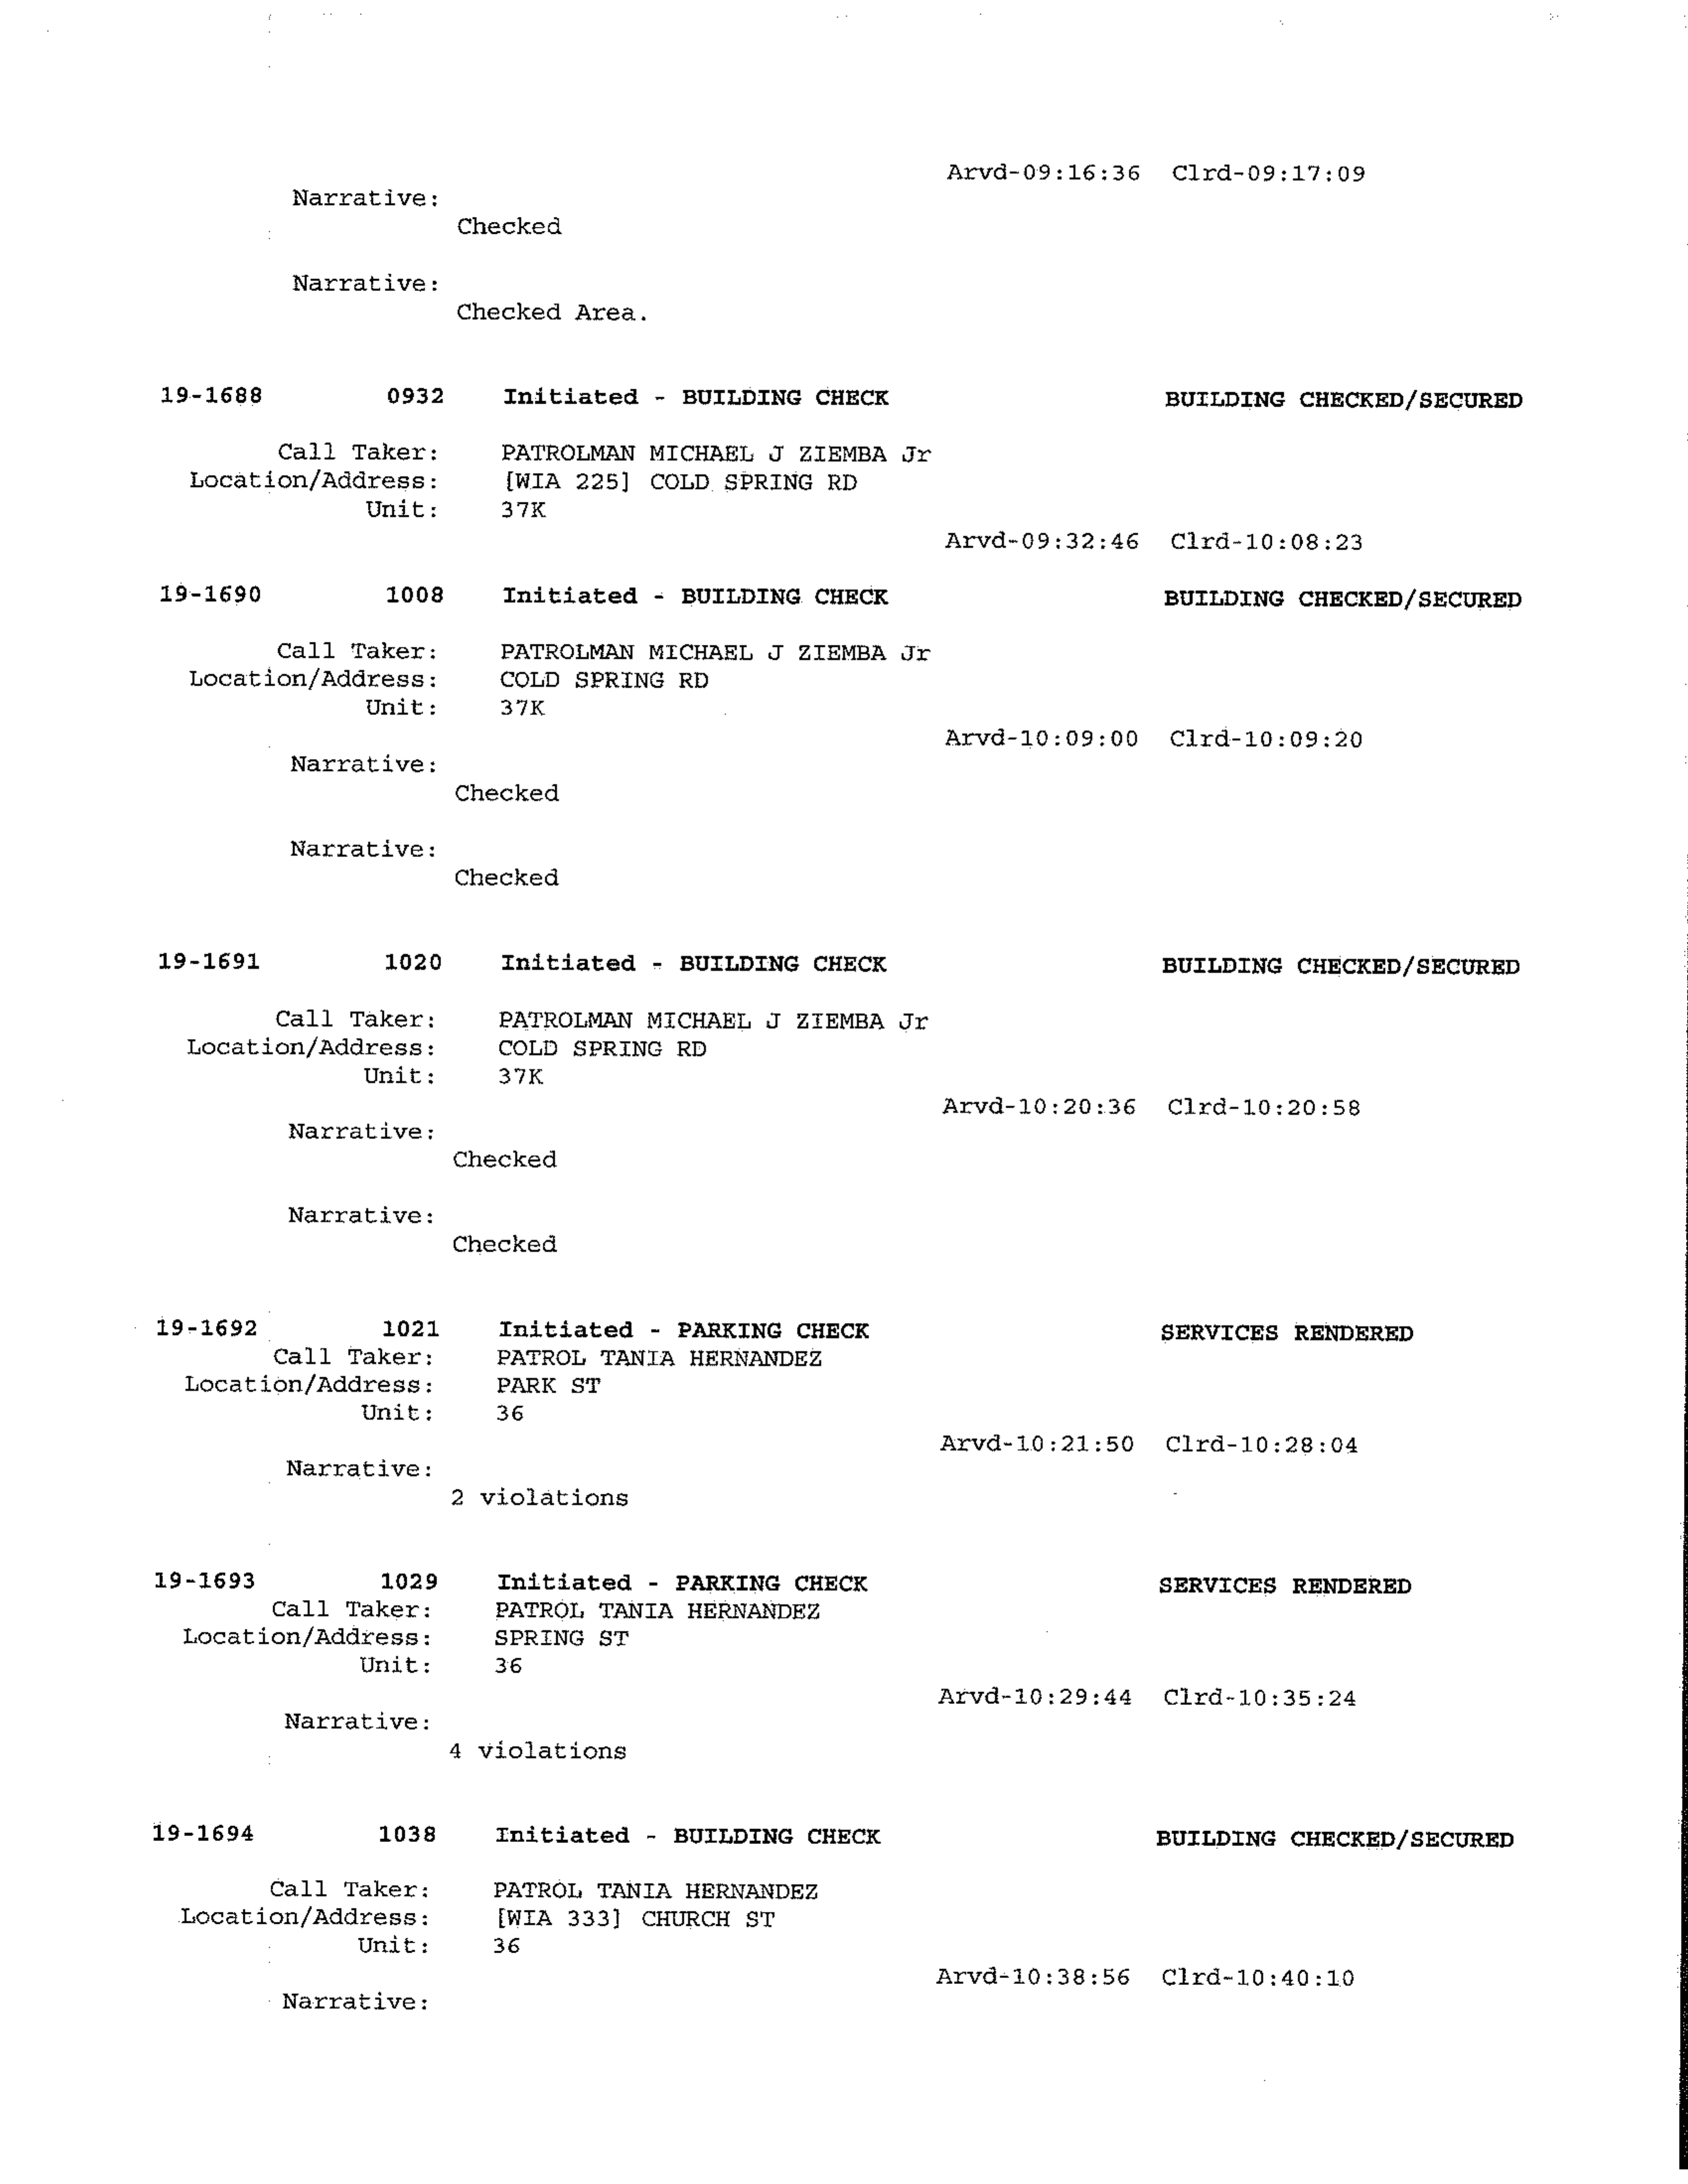 Arvd-09:16:36 Clrd-09:17:09
Narrative:
Checked
Narrative:
Checked Area.
19-1688 0932 Initiated - BUILDING CHECK BUILDING CHECKED/SECURED
Call Taker: PATROLMAN MICHAEL J ZIEMBA Jr
Location/Address: [WIA 225] COLD SPRING RD
Unit: 37K
Arvd-09:32:46 Clrd-10:08:23
19-1690 1008 Initiated - BUILDING CHECK BUILDING CHECKED/SECURED
Call Taker: PATROLMAN MICHAEL J ZIEMBA Jr
Location/Address: COLD SPRING RD
Unit: 37K
Arvd-10:09:00 Clrd-10:09:20
Narrative:
Checked
Narrative:
Checked
19-1691 1020 Initiated - BUILDING CHECK BUILDING CHECKED/SECURED
Call Taker: PATROLMAN MICHAEL J ZIEMBA Jr
Location/Address: COLD SPRING RD
Unit: 37K
Arvd-10:20:36 Clrd-10:20:58
Narrative:
Checked
Narrative:
Checked
19-1692 1021 Initiated - PARKING CHECK SERVICES RENDERED
Call Taker: PATROL TANIA HERNANDEZ
Location/Address: PARK ST
Unit: 36
Arvd-10:21:50 Clrd-10:28:04
Narrative:
2 violations
19-1693 1029 Initiated - PARKING CHECK SERVICES RENDERED
Call Taker: PATROL TANIA HERNANDEZ
Location/Address: SPRING ST
Unit: 36
Arvd-10:29:44 Clrd-10:35:24
Narrative:
4 violations
19-1694 1038 Initiated - BUILDING CHECK BUILDING CHECKED/SECURED
Call Taker: PATROL TANIA HERNANDEZ
Location/Address: [WIA 333] CHURCH ST
Unit: 36
Arvd-10:38:56 Clrd-10:40:10
Narrative: